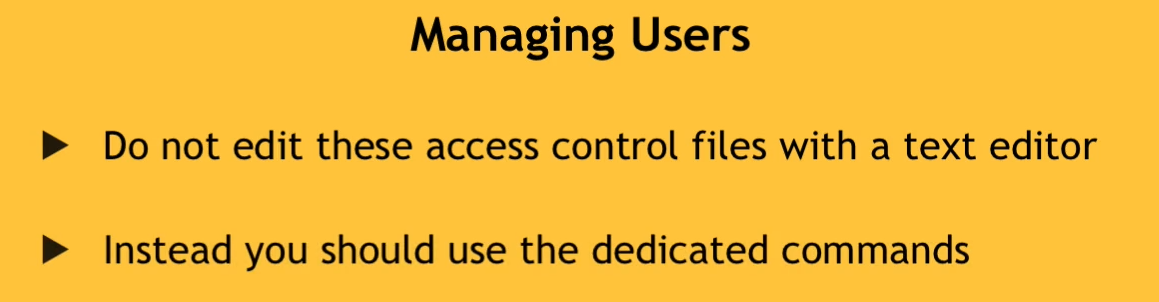 Managing Users
Do not edit these access control files with a text editor
Instead you should use the dedicated commands